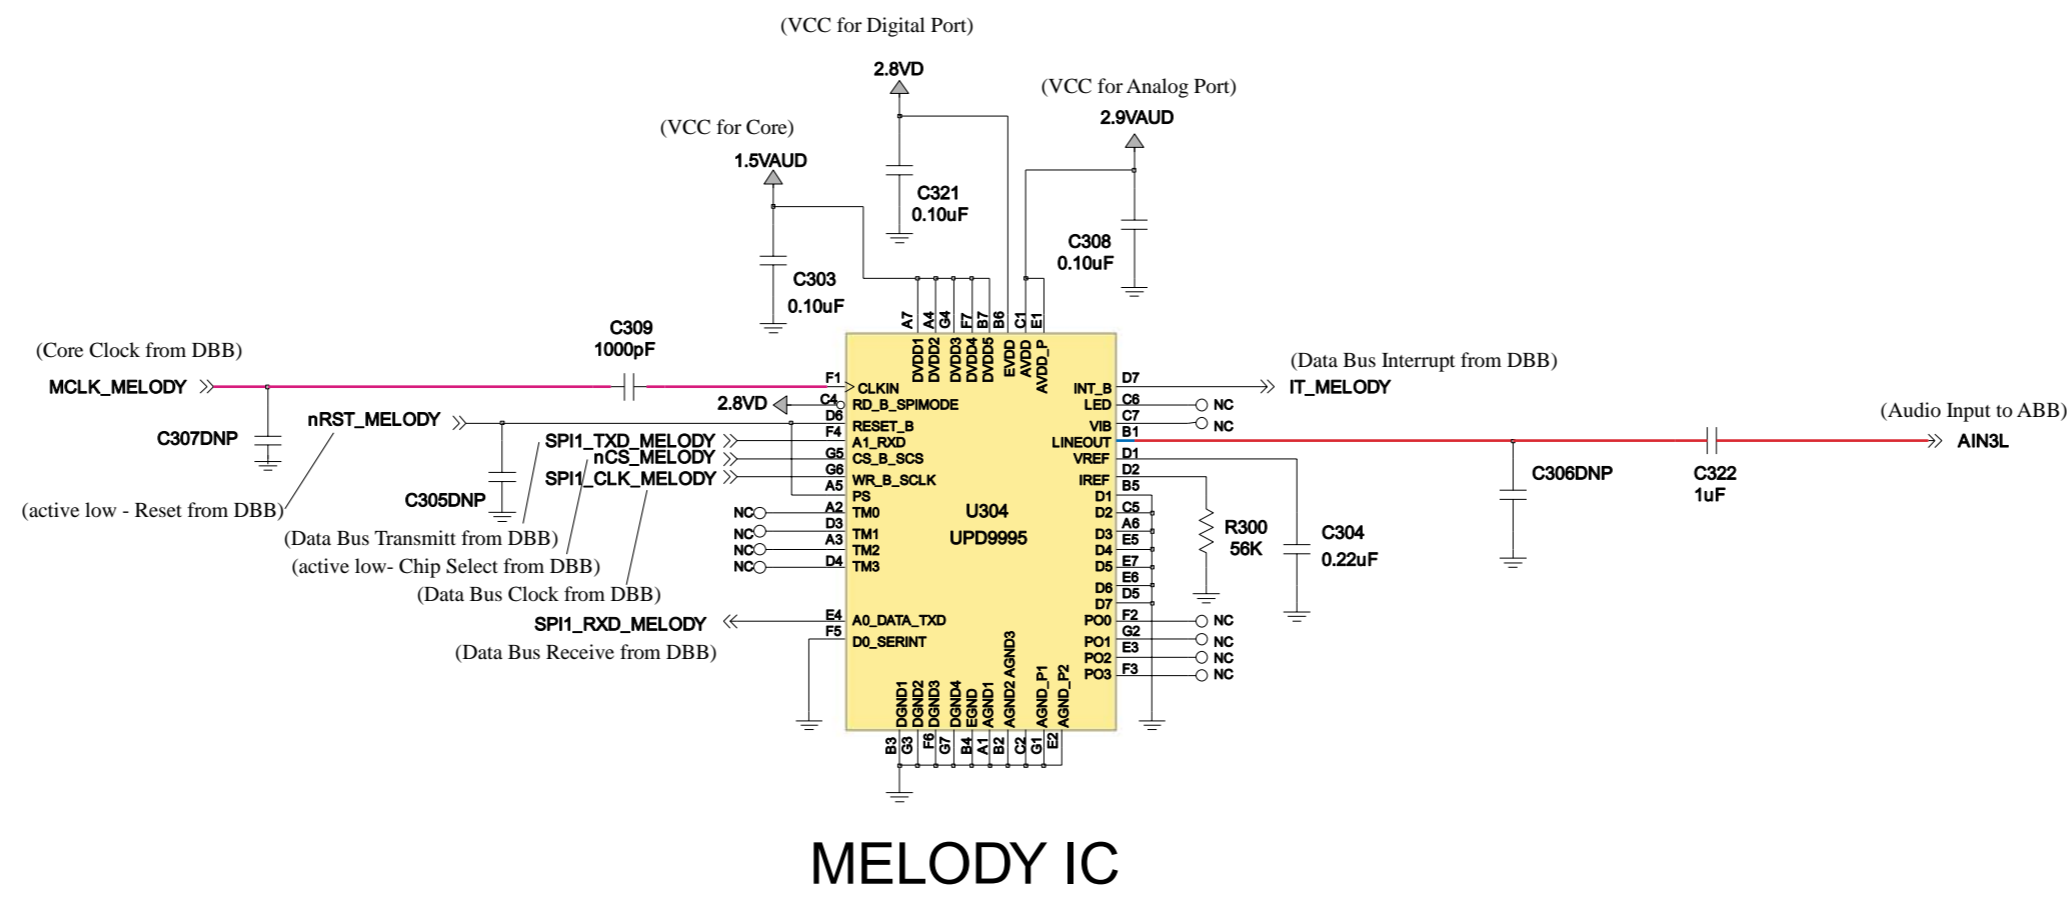 (VCC for Digital Port)
2.8VD
(VCC for Analog Port)
2.9VAUD
(VCC for Core)
1.5VAUD
C321
0.10uF
C308
0.10uF
C303
0.10uF
A7 A4 G4 F7 B7 B6 C1 E1
DVDD1 DVDD2 DVDD3 DVDD4 DVDD5 EVDD AVDD AVDD_P
(Core Clock from DBB)
MCLK_MELODY
C309
1000pF
F1 CLKIN
2.8VD C4 RD_B_SPIMODE
C307DNP
nRST_MELODY
D6 RESET_B
SPI1_TXD_MELODY F4 A1_RXD
nCS_MELODY G5 CS_B_SCS
SPI1_CLK_MELODY G6 WR_B_SCLK
C305DNP
A5 PS
(active low - Reset from DBB)
(Data Bus Transmitt from DBB)
(active low- Chip Select from DBB)
(Data Bus Clock from DBB)
NC A2 TM0
NC D3 TM1
NC A3 TM2
NC D4 TM3
SPI1_RXD_MELODY E4 A0_DATA_TXD
F5 D0_SERINT
(Data Bus Receive from DBB)
U304
UPD9995
(Data Bus Interrupt from DBB)
INT_B D7 IT_MELODY
LED C6 NC
VIB C7 NC
LINEOUT B1
VREF D1
IREF D2
D1 B5
D2 C5
D3 A6
D4 E5
D5 E7
D6 E6
D7 D5
PO0 F2 NC
PO1 G2 NC
PO2 E3 NC
PO3 F3 NC
(Audio Input to ABB)
AIN3L
C306DNP
C322
1uF
R300
56K
C304
0.22uF
DGND1 DGND2 DGND3 DGND4 EGND AGND1 AGND2 AGND3 AGND_P1 AGND_P2
B3 G3 F6 G7 B4 A1 B2 C2 G1 E2
MELODY IC